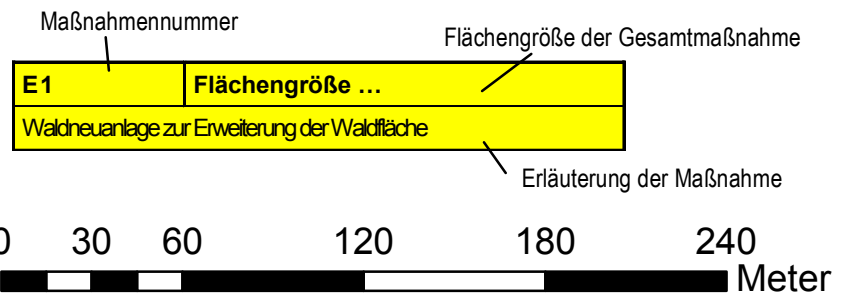 Maßnahmennummer
Flächengröße der Gesamtmaßnahme
E1 Flächengröße ...
Waldneuanlage zur Erweiterung der Waldfläche
Erläuterung der Maßnahme
0 30 60 120 180 240
Meter